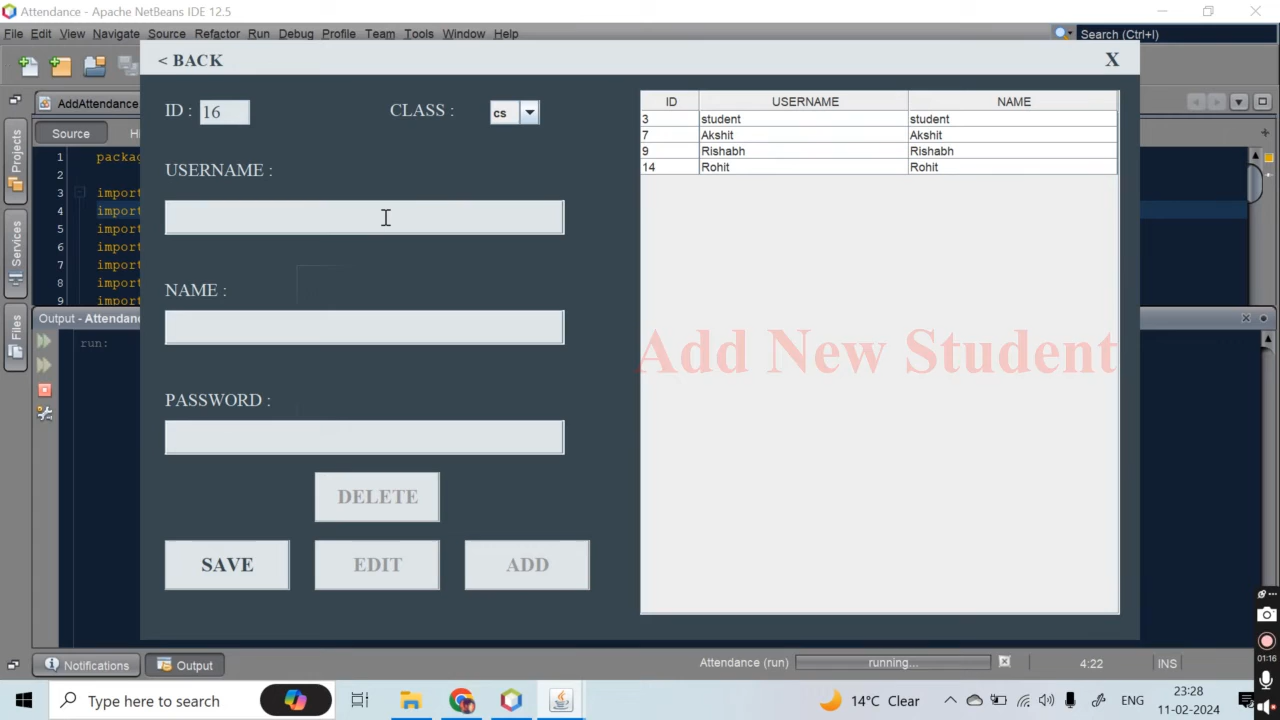 Attendance - Apache NetBeans IDE 12.5
File Edit View Navigate Source Refactor Run Debug Profile Team Tools Window Help
Search (Ctrl+I)
< BACK
X
AddAttendance
Source
H
Projects
Services
Files
1 packa
2
3 import
4 import
5 import
6 import
7 import
8 import
9 import
ID : 16
CLASS : cs
USERNAME :
NAME :
PASSWORD :
DELETE
SAVE
EDIT
ADD
ID USERNAME NAME
3 student student
7 Akshit Akshit
9 Rishabh Rishabh
14 Rohit Rohit
Add New Student
Output - Attendanc
run:
Notifications
Output
Attendance (run)
running...
4:22
INS
01:16
Type here to search
14°C Clear
ENG
23:28
11-02-2024